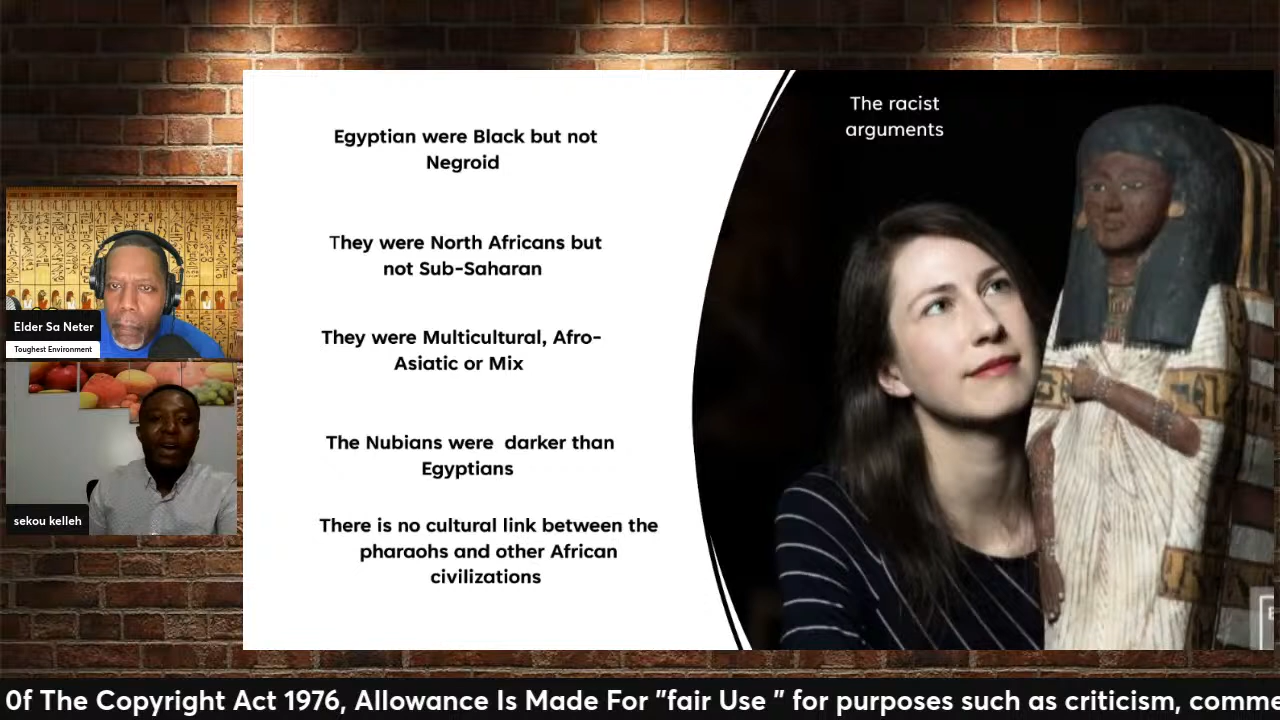 Egyptian were Black but not
Negroid
They were North Africans but
not Sub-Saharan
They were Multicultural, Afro-
Asiatic or Mix
The Nubians were darker than
Egyptians
There is no cultural link between the
pharaohs and other African
civilizations
The racist
arguments
Elder Sa Neter
Toughest Environment
sekou kelleh
0f The Copyright Act 1976, Allowance Is Made For "fair Use " for purposes such as criticism, comme